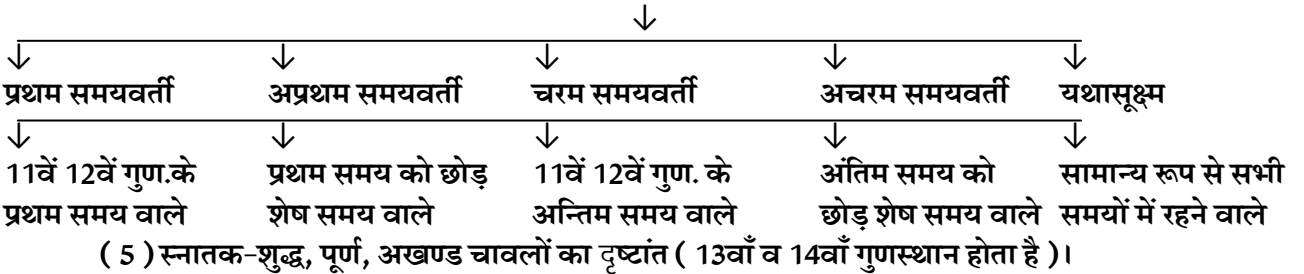 प्रथम समयवर्ती अप्रथम समयवर्ती चरम समयवर्ती अचरम समयवर्ती यथासूक्ष्म
11वें 12वें गुण.के प्रथम समय को छोड़ 11वें 12वें गुण. के अंतिम समय को सामान्य रूप से सभी
प्रथम समय वाले शेष समय वाले अन्तिम समय वाले छोड़ शेष समय वाले समयों में रहने वाले
( 5 ) स्नातक-शुद्ध, पूर्ण, अखण्ड चावलों का दृष्टांत ( 13वाँ व 14वाँ गुणस्थान होता है )।